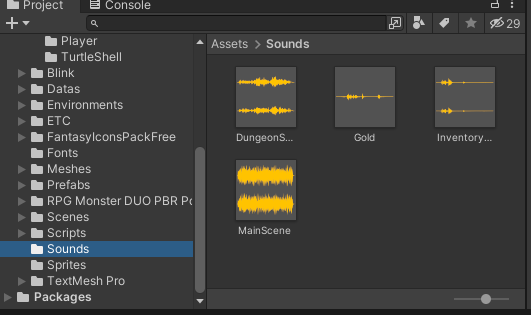 Project
Console
29
Player
TurtleShell
Blink
Datas
Environments
ETC
FantasyIconsPackFree
Fonts
Meshes
Prefabs
RPG Monster DUO PBR Po
Scenes
Scripts
Sounds
Sprites
TextMesh Pro
Packages
Assets > Sounds
DungeonS...
Gold
Inventory...
MainScene